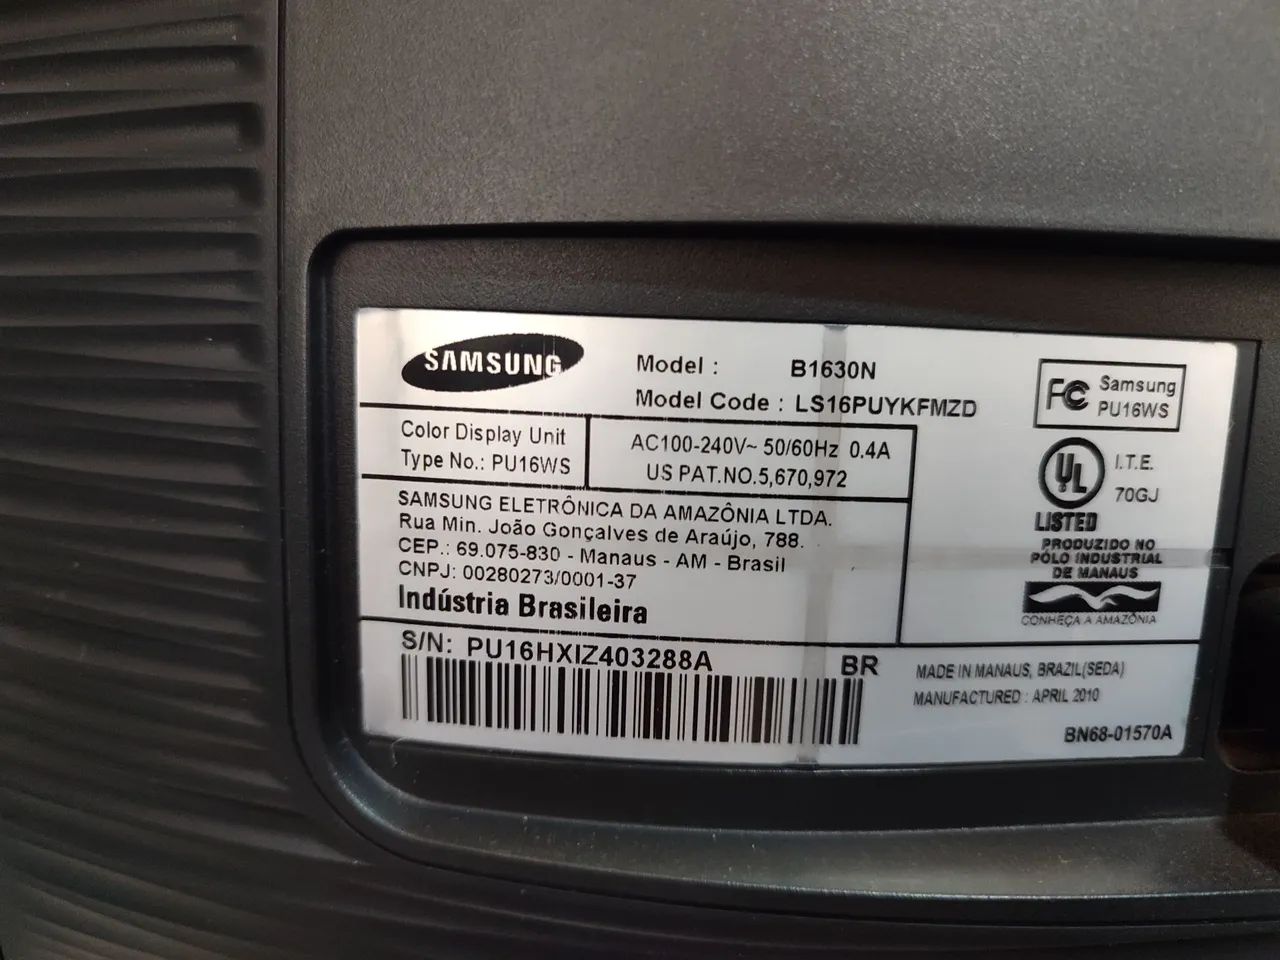 SAMSUNG
Model : B1630N
Model Code : LS16PUYKFMZD
FC Samsung
PU16WS
Color Display Unit
Type No.: PU16WS
AC100-240V~ 50/60Hz 0.4A
US PAT.NO.5,670,972
UL
I.T.E.
70GJ
LISTED
SAMSUNG ELETRÔNICA DA AMAZÔNIA LTDA.
Rua Min. João Gonçalves de Araújo, 788.
CEP.: 69.075-830 - Manaus - AM - Brasil
CNPJ: 00280273/0001-37
Indústria Brasileira
PRODUZIDO NO
PÓLO INDUSTRIAL
DE MANAUS
CONHEÇA A AMAZÔNIA
S/N: PU16HXIZ403288A BR
MADE IN MANAUS, BRAZIL(SEDA)
MANUFACTURED : APRIL 2010
BN68-01570A